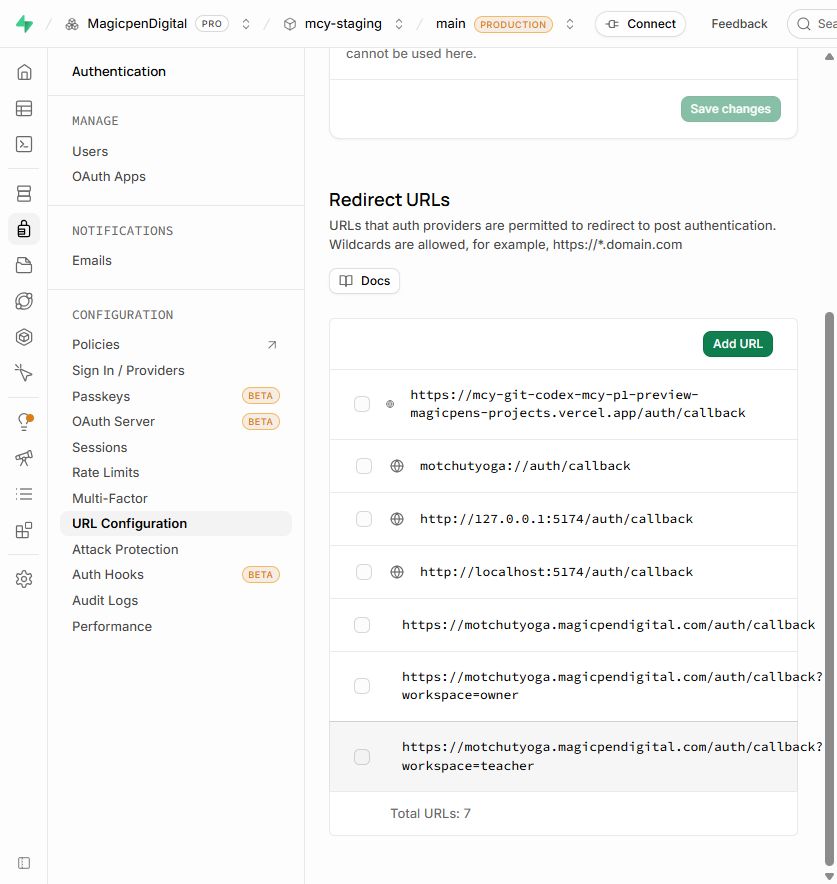 MagicpenDigital PRO
mcy-staging
main PRODUCTION
Connect
Feedback
Authentication
cannot be used here.
Save changes
MANAGE
Users
OAuth Apps
NOTIFICATIONS
Emails
CONFIGURATION
Policies
Sign In / Providers
Passkeys BETA
OAuth Server BETA
Sessions
Rate Limits
Multi-Factor
URL Configuration
Attack Protection
Auth Hooks BETA
Audit Logs
Performance
Redirect URLs
URLs that auth providers are permitted to redirect to post authentication.
Wildcards are allowed, for example, https://*.domain.com
Docs
Add URL
https://mcy-git-codex-mcy-p1-preview-
magicpens-projects.vercel.app/auth/callback
motchutyoga://auth/callback
http://127.0.0.1:5174/auth/callback
http://localhost:5174/auth/callback
https://motchutyoga.magicpendigital.com/auth/callback
https://motchutyoga.magicpendigital.com/auth/callback?
workspace=owner
https://motchutyoga.magicpendigital.com/auth/callback?
workspace=teacher
Total URLs: 7